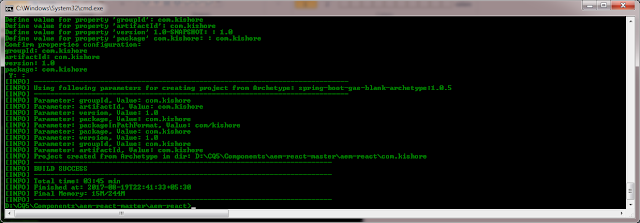 C:\Windows\System32\cmd.exe
Define value for property 'groupId': com.kishore
Define value for property 'artifactId': com.kishore
Define value for property 'version' 1.0-SNAPSHOT: : 1.0
Define value for property 'package' com.kishore: : com.kishore
Confirm properties configuration:
groupId: com.kishore
artifactId: com.kishore
version: 1.0
package: com.kishore
Y: :
[INFO] ------------------------------------------------------------------------
[INFO] Using following parameters for creating project from Archetype: spring-boot-gae-blank-archetype:1.0.5
[INFO] ------------------------------------------------------------------------
[INFO] Parameter: groupId, Value: com.kishore
[INFO] Parameter: artifactId, Value: com.kishore
[INFO] Parameter: version, Value: 1.0
[INFO] Parameter: package, Value: com.kishore
[INFO] Parameter: packageInPathFormat, Value: com/kishore
[INFO] Parameter: package, Value: com.kishore
[INFO] Parameter: version, Value: 1.0
[INFO] Parameter: groupId, Value: com.kishore
[INFO] Parameter: artifactId, Value: com.kishore
[INFO] Project created from Archetype in dir: D:\CQ5\Components\aem-react-master\aem-react\com.kishore
[INFO] ------------------------------------------------------------------------
[INFO] BUILD SUCCESS
[INFO] ------------------------------------------------------------------------
[INFO] Total time: 03:45 min
[INFO] Finished at: 2017-08-19T22:41:33+05:30
[INFO] Final Memory: 15M/244M
[INFO] ------------------------------------------------------------------------
D:\CQ5\Components\aem-react-master\aem-react>_